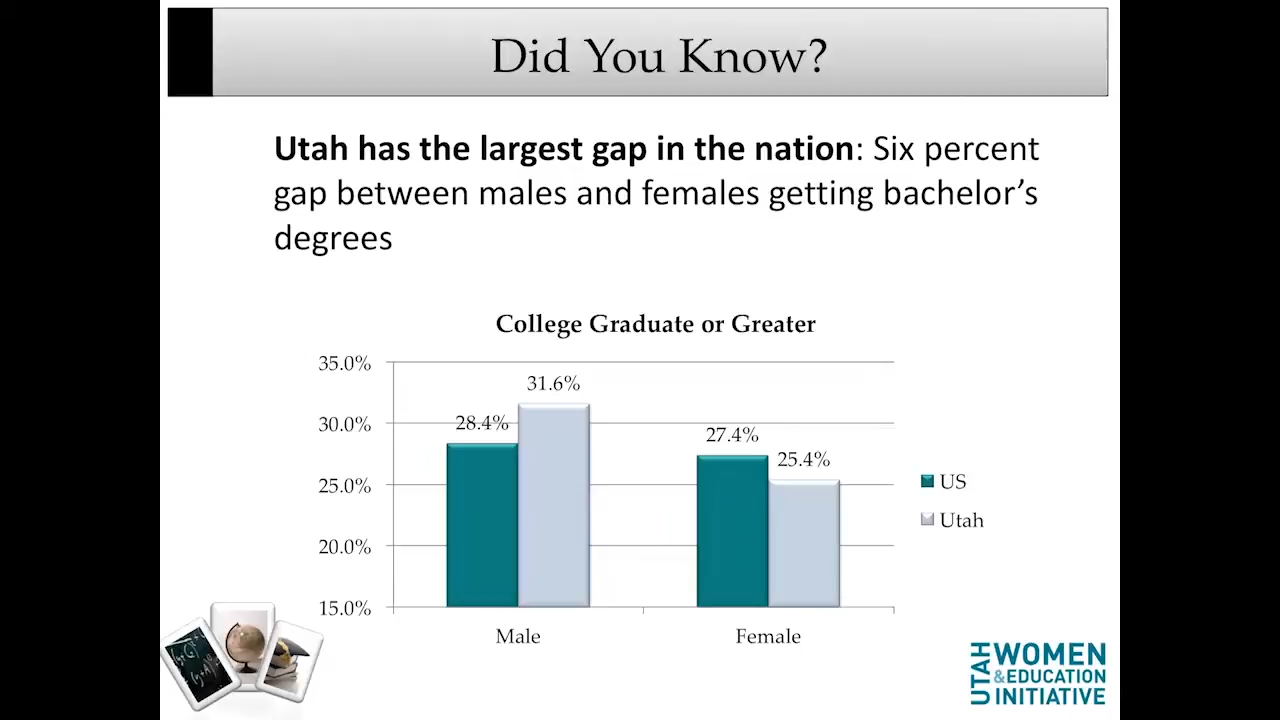 Did You Know?
Utah has the largest gap in the nation: Six percent
gap between males and females getting bachelor's
degrees
College Graduate or Greater
35.0%
30.0%
25.0%
20.0%
15.0%
28.4%
31.6%
27.4%
25.4%
Male
Female
US
Utah
UTAH
WOMEN
&EDUCATION
INITIATIVE